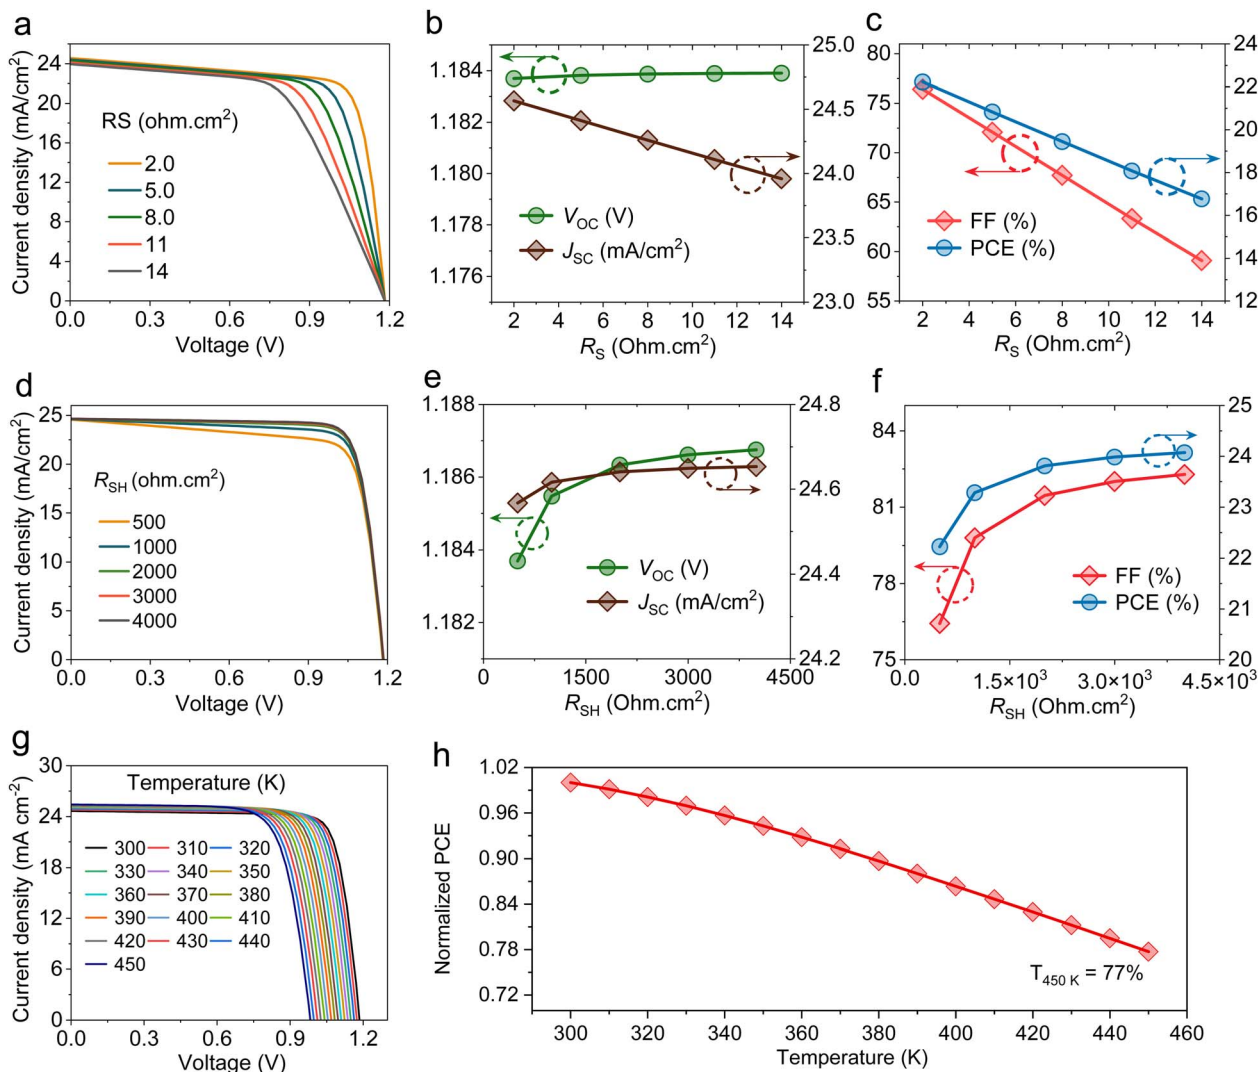 a
Current density (mA/cm²)
24
20
16
12
8
4
0
RS (ohm.cm²)
2.0
5.0
8.0
11
14
0.0 0.3 0.6 0.9 1.2
Voltage (V)
b
1.184
1.182
1.180
1.178
1.176
25.0
24.5
24.0
23.5
23.0
V_OC (V)
J_SC (mA/cm²)
2 4 6 8 10 12 14
R_S (Ohm.cm²)
c
80
75
70
65
60
55
24
22
20
18
16
14
12
FF (%)
PCE (%)
2 4 6 8 10 12 14
R_S (Ohm.cm²)
d
Current density (mA/cm²)
25
20
15
10
5
0
R_SH (ohm.cm²)
500
1000
2000
3000
4000
0.0 0.3 0.6 0.9 1.2
Voltage (V)
e
1.188
1.186
1.184
1.182
24.8
24.6
24.4
24.2
V_OC (V)
J_SC (mA/cm²)
0 1500 3000 4500
R_SH (Ohm.cm²)
f
84
81
78
75
25
24
23
22
21
20
FF (%)
PCE (%)
0.0 1.5×10³ 3.0×10³ 4.5×10³
R_SH (Ohm.cm²)
g
Current density (mA cm⁻²)
30
24
18
12
6
0
Temperature (K)
300 310 320
330 340 350
360 370 380
390 400 410
420 430 440
450
0.0 0.3 0.6 0.9 1.2
Voltage (V)
h
Normalized PCE
1.02
0.96
0.90
0.84
0.78
0.72
T_450 K = 77%
300 320 340 360 380 400 420 440 460
Temperature (K)